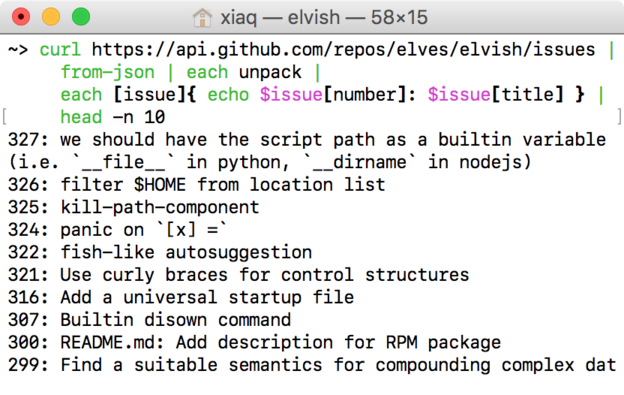 xiaq — elvish — 58×15
~> curl https://api.github.com/repos/elves/elvish/issues |
from-json | each unpack |
each [issue]{ echo $issue[number]: $issue[title] } |
head -n 10
327: we should have the script path as a builtin variable
(i.e. `__file__` in python, `__dirname` in nodejs)
326: filter $HOME from location list
325: kill-path-component
324: panic on `[x] =`
322: fish-like autosuggestion
321: Use curly braces for control structures
316: Add a universal startup file
307: Builtin disown command
300: README.md: Add description for RPM package
299: Find a suitable semantics for compounding complex dat